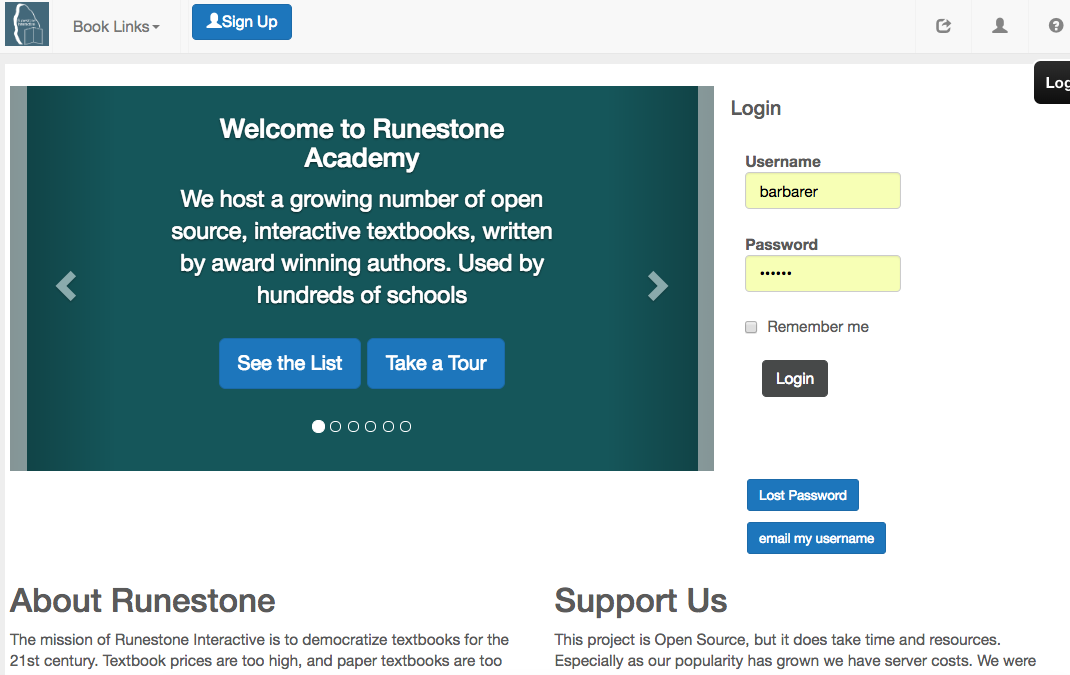 Book Links
Sign Up
Log
Welcome to Runestone
Academy
We host a growing number of open
source, interactive textbooks, written
by award winning authors. Used by
hundreds of schools
See the List
Take a Tour
Login
Username
barbarer
Password
••••••
Remember me
Login
Lost Password
email my username
About Runestone
The mission of Runestone Interactive is to democratize textbooks for the
21st century. Textbook prices are too high, and paper textbooks are too
Support Us
This project is Open Source, but it does take time and resources.
Especially as our popularity has grown we have server costs. We were